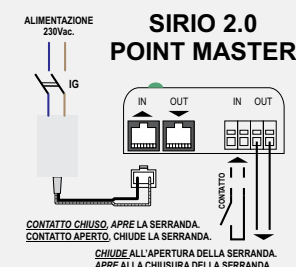 ALIMENTAZIONE
230Vac.
SIRIO 2.0
POINT MASTER
IG
IN OUT IN OUT
CONTATTO
CONTATTO CHIUSO, APRE LA SERRANDA.
CONTATTO APERTO, CHIUDE LA SERRANDA.
CHIUDE ALL'APERTURA DELLA SERRANDA.
APRE ALLA CHIUSURA DELLA SERRANDA.